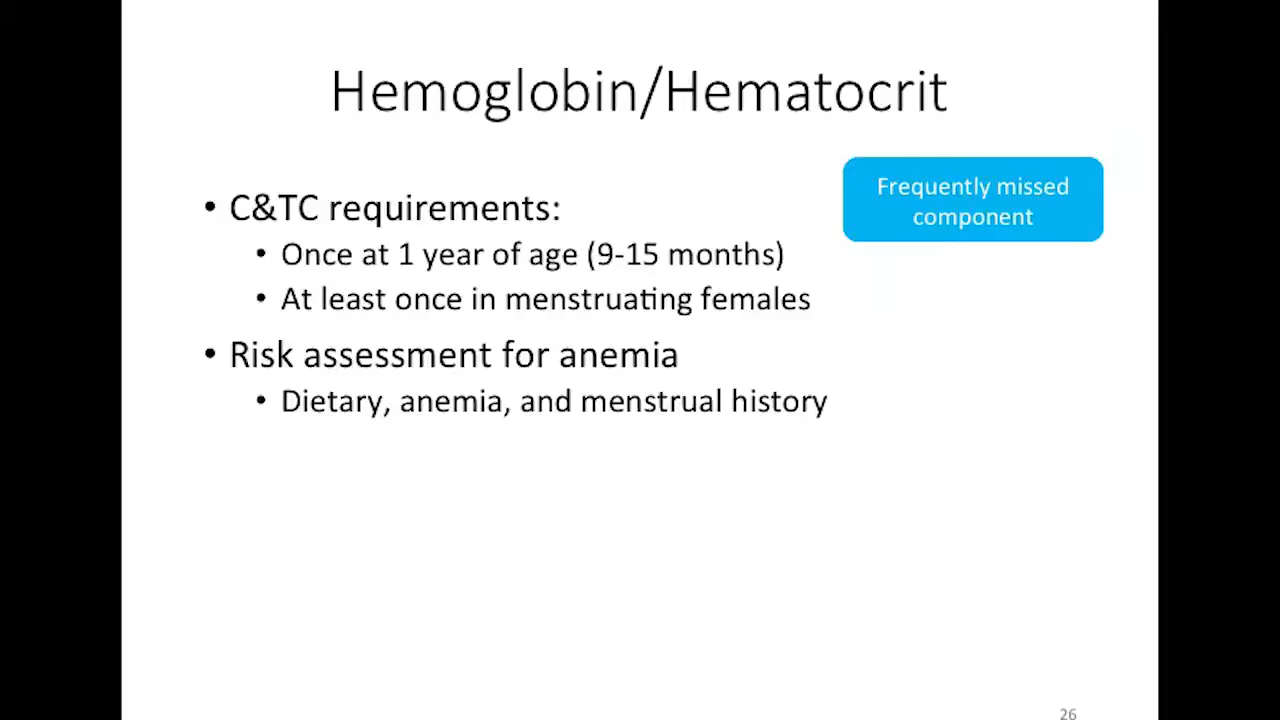 Hemoglobin/Hematocrit
Frequently missed
component
• C&TC requirements:
• Once at 1 year of age (9-15 months)
• At least once in menstruating females
• Risk assessment for anemia
• Dietary, anemia, and menstrual history
26